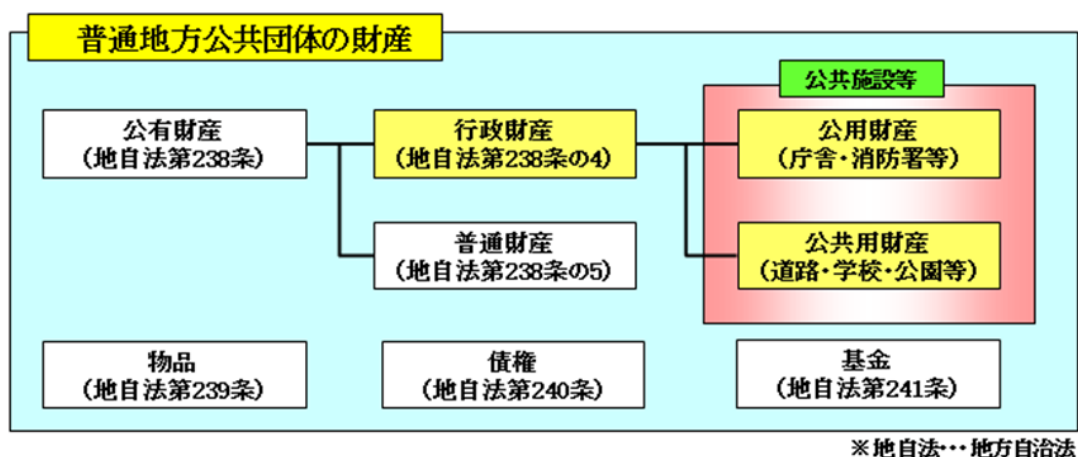 普通地方公共団体の財産
公共施設等
公有財産
(地自法第238条)
行政財産
(地自法第238条の4)
公用財産
(庁舎・消防署等)
普通財産
(地自法第238条の5)
公共用財産
(道路・学校・公園等)
物品
(地自法第239条)
債権
(地自法第240条)
基金
(地自法第241条)
※地自法・・・地方自治法